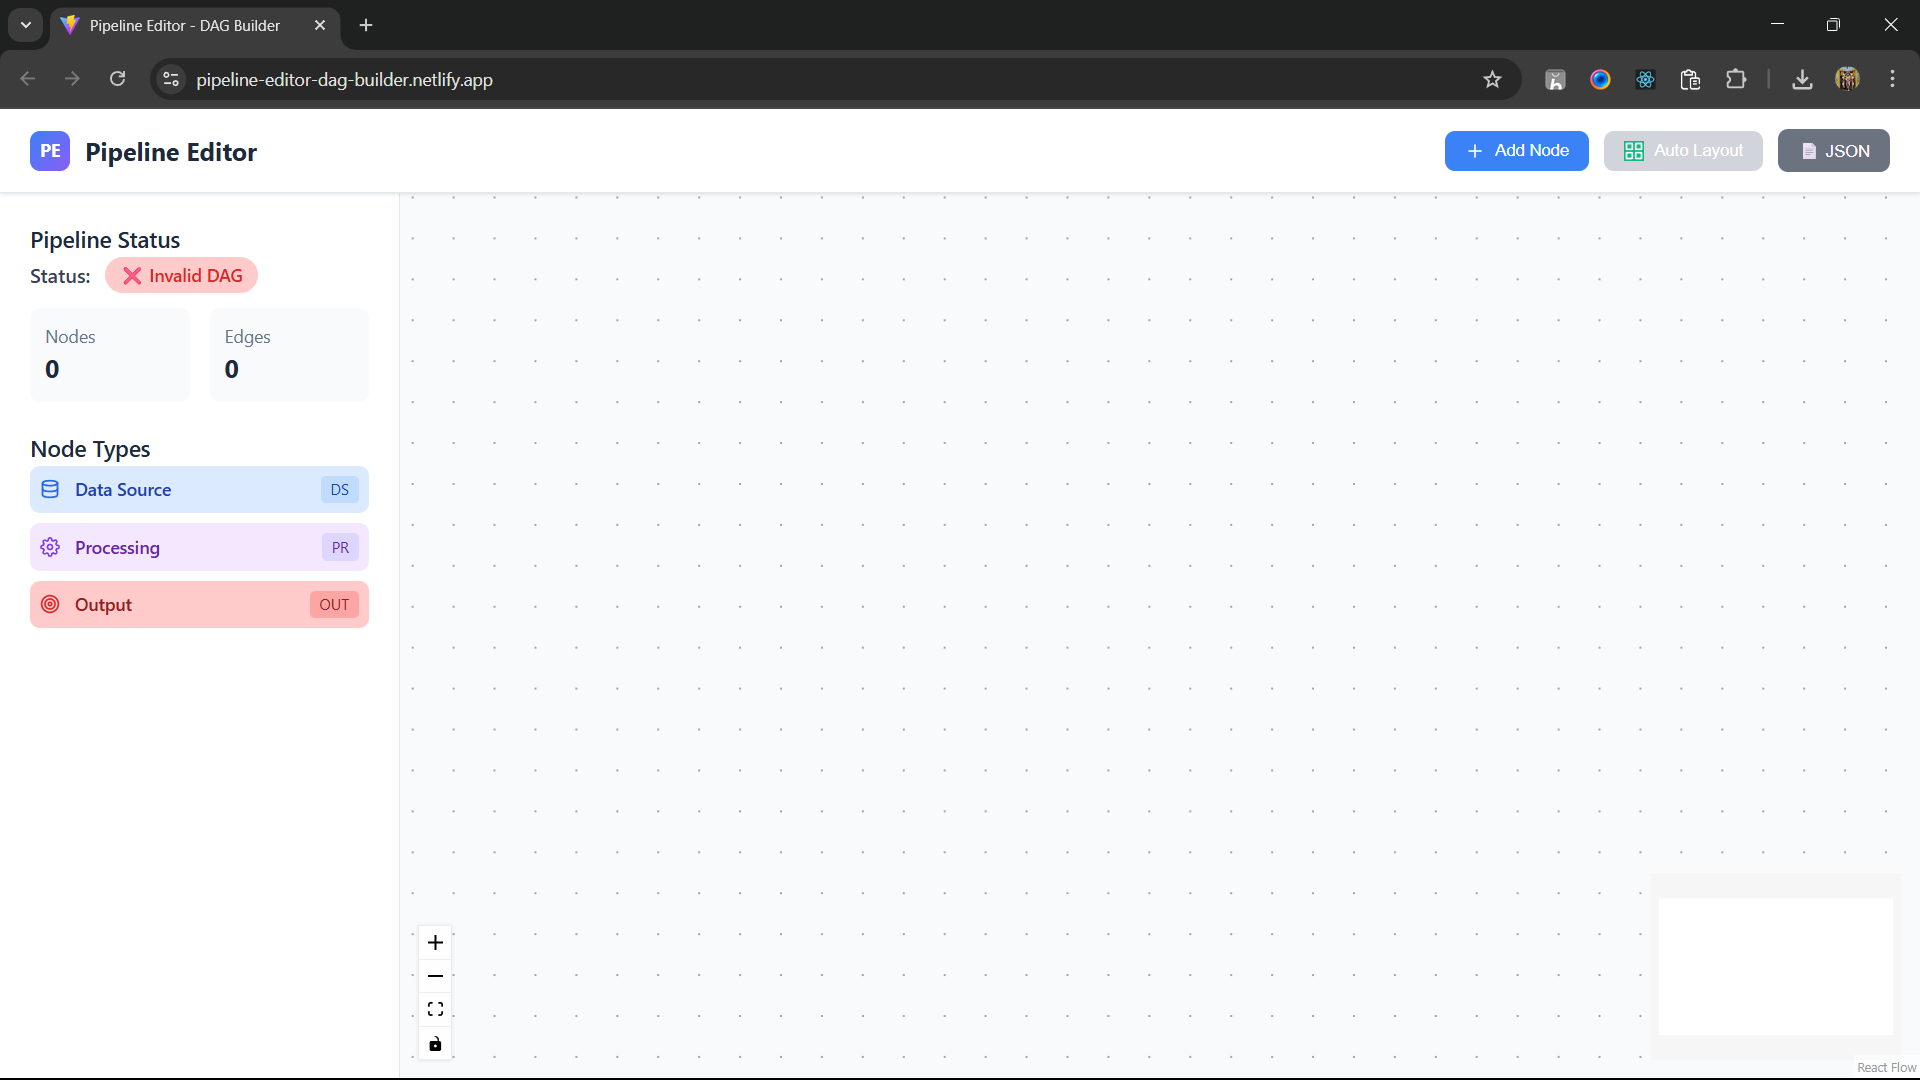 Pipeline Editor - DAG Builder
pipeline-editor-dag-builder.netlify.app
PE Pipeline Editor
Add Node
Auto Layout
JSON
Pipeline Status
Status: Invalid DAG
Nodes
0
Edges
0
Node Types
Data Source DS
Processing PR
Output OUT
React Flow